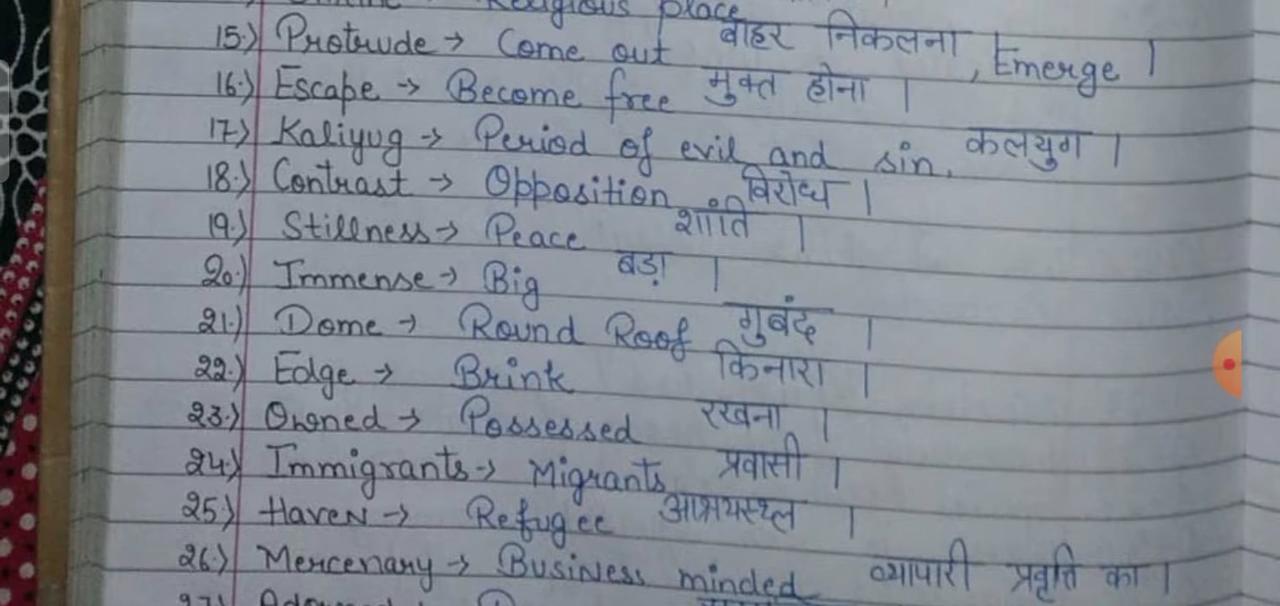 Religious place
15.) Protrude → Come out बाहर निकलना, Emerge |
16.) Escape → Become free मुक्त होना |
17.) Kaliyug → Period of evil and sin, कलयुग |
18.) Contrast → Opposition विरोध |
19.) Stillness → Peace शांति |
20.) Immense → Big बड़ा |
21.) Dome → Round Roof गुबंद |
22.) Edge → Brink किनारा |
23.) Owned → Possessed रखना |
24.) Immigrants → Migrants प्रवासी |
25.) Haven → Refugee आश्रयस्थल |
26.) Mercenary → Business minded व्यापारी प्रवृत्ति का |
27.)